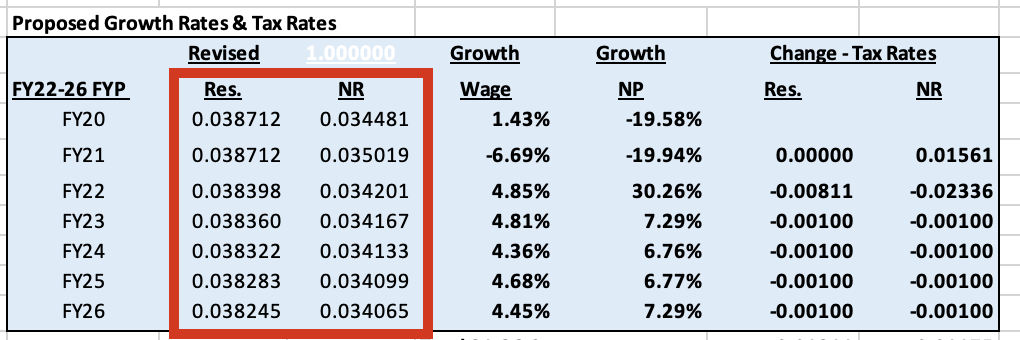 Proposed Growth Rates & Tax Rates
Revised 1.000000 Growth Growth Change - Tax Rates
FY22-26 FYP Res. NR Wage NP Res. NR
FY20 0.038712 0.034481 1.43% -19.58%
FY21 0.038712 0.035019 -6.69% -19.94% 0.00000 0.01561
FY22 0.038398 0.034201 4.85% 30.26% -0.00811 -0.02336
FY23 0.038360 0.034167 4.81% 7.29% -0.00100 -0.00100
FY24 0.038322 0.034133 4.36% 6.76% -0.00100 -0.00100
FY25 0.038283 0.034099 4.68% 6.77% -0.00100 -0.00100
FY26 0.038245 0.034065 4.45% 7.29% -0.00100 -0.00100